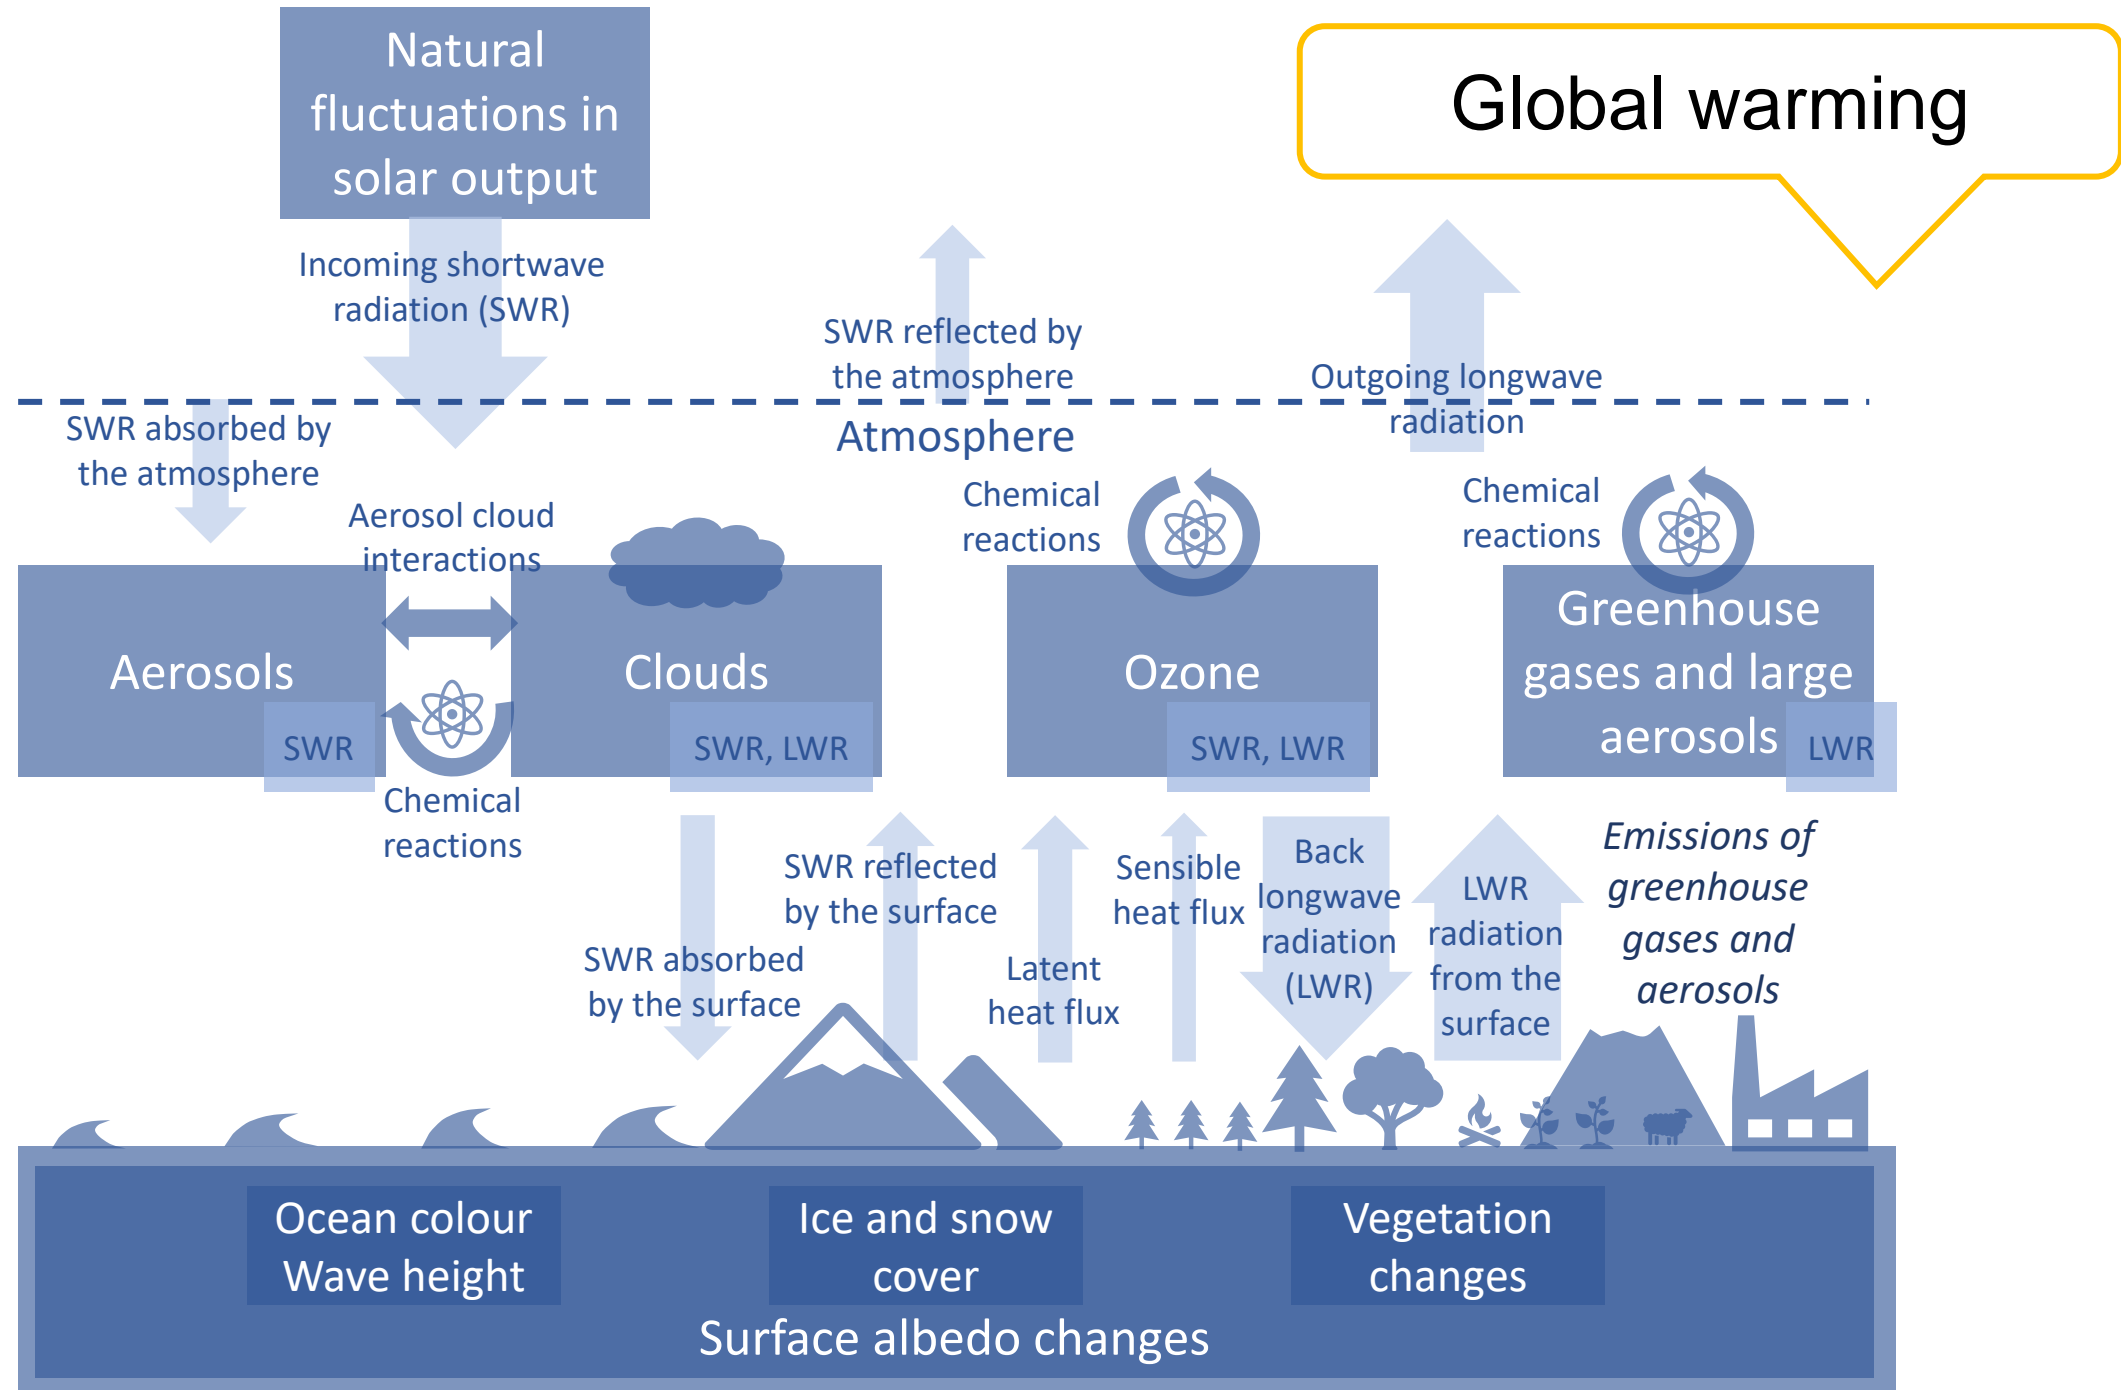 Natural
fluctuations in
solar output
Global warming
Incoming shortwave
radiation (SWR)
SWR reflected by
the atmosphere
Outgoing longwave
radiation
SWR absorbed by
the atmosphere
Atmosphere
Aerosol cloud
interactions
Chemical
reactions
Chemical
reactions
Aerosols
SWR
Clouds
SWR, LWR
Ozone
SWR, LWR
Greenhouse
gases and large
aerosols
LWR
Chemical
reactions
SWR absorbed
by the surface
SWR reflected
by the surface
Latent
heat flux
Sensible
heat flux
Back
longwave
radiation
(LWR)
LWR
radiation
from the
surface
Emissions of
greenhouse
gases and
aerosols
Ocean colour
Wave height
Ice and snow
cover
Vegetation
changes
Surface albedo changes